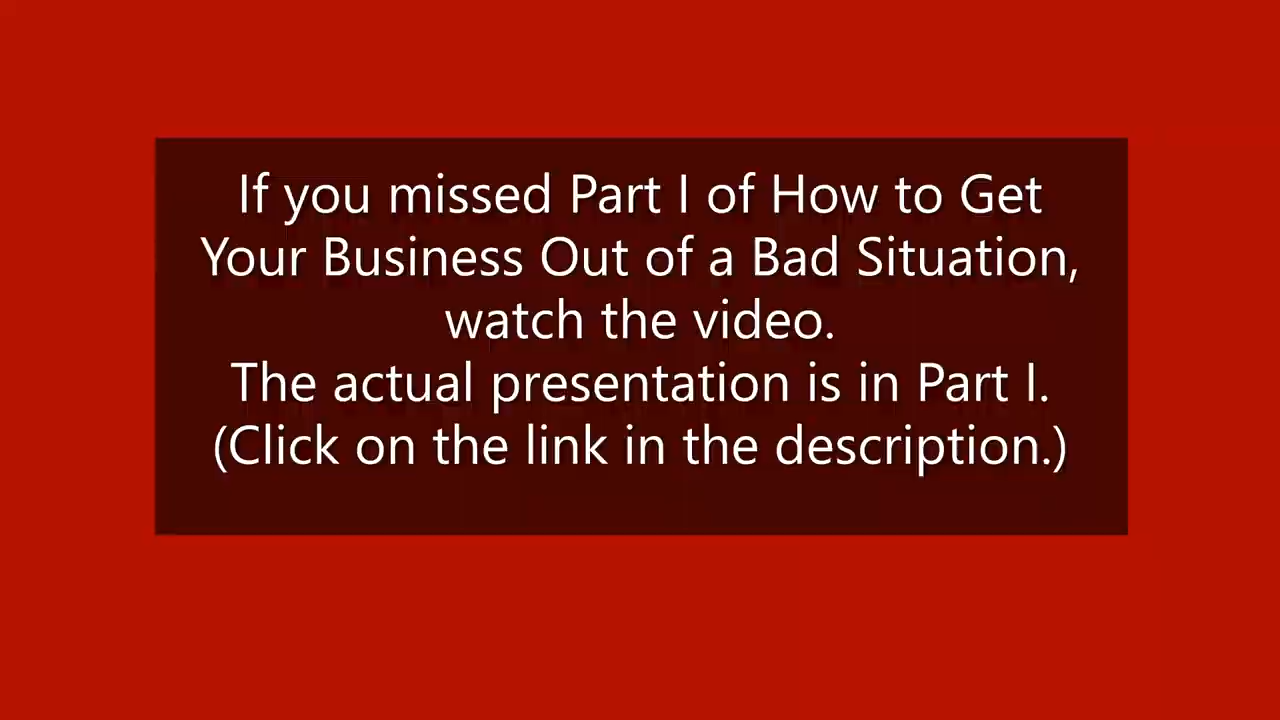 If you missed Part I of How to Get
Your Business Out of a Bad Situation,
watch the video.
The actual presentation is in Part I.
(Click on the link in the description.)